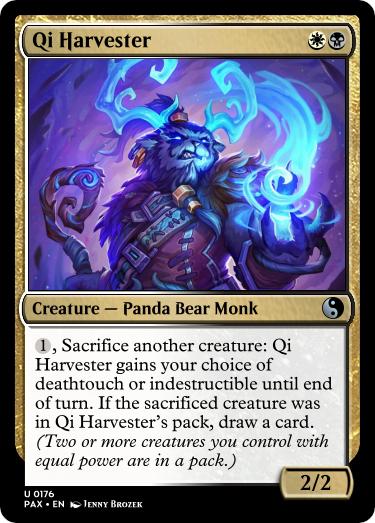 Qi Harvester
Creature — Panda Bear Monk
1, Sacrifice another creature: Qi
Harvester gains your choice of
deathtouch or indestructible until end
of turn. If the sacrificed creature was
in Qi Harvester's pack, draw a card.
(Two or more creatures you control with
equal power are in a pack.)
2/2
U 0176
PAX • EN Jenny Brozek